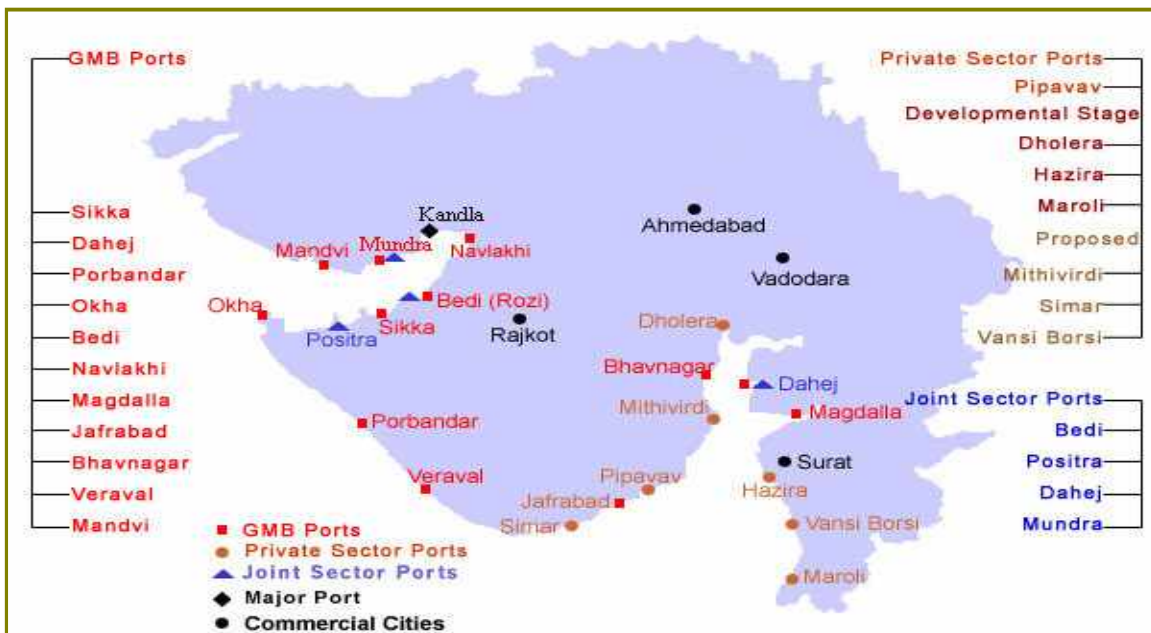 GMB Ports
Sikka
Dahej
Porbandar
Okha
Bedi
Navlakhi
Magdalla
Jafrabad
Bhavnagar
Veraval
Mandvi
Kandla
Mandvi
Mundra
Navlakhi
Okha
Bedi (Rozi)
Sikka
Positra
Rajkot
Ahmedabad
Vadodara
Dholera
Bhavnagar
Dahej
Mithivirdi
Magdalla
Porbandar
Veraval
Pipavav
Surat
Jafrabad
Hazira
Simar
Vansi Borsi
Maroli
GMB Ports
Private Sector Ports
Joint Sector Ports
Major Port
Commercial Cities
Private Sector Ports
Pipavav
Developmental Stage
Dholera
Hazira
Maroli
Proposed
Mithivirdi
Simar
Vansi Borsi
Joint Sector Ports
Bedi
Positra
Dahej
Mundra